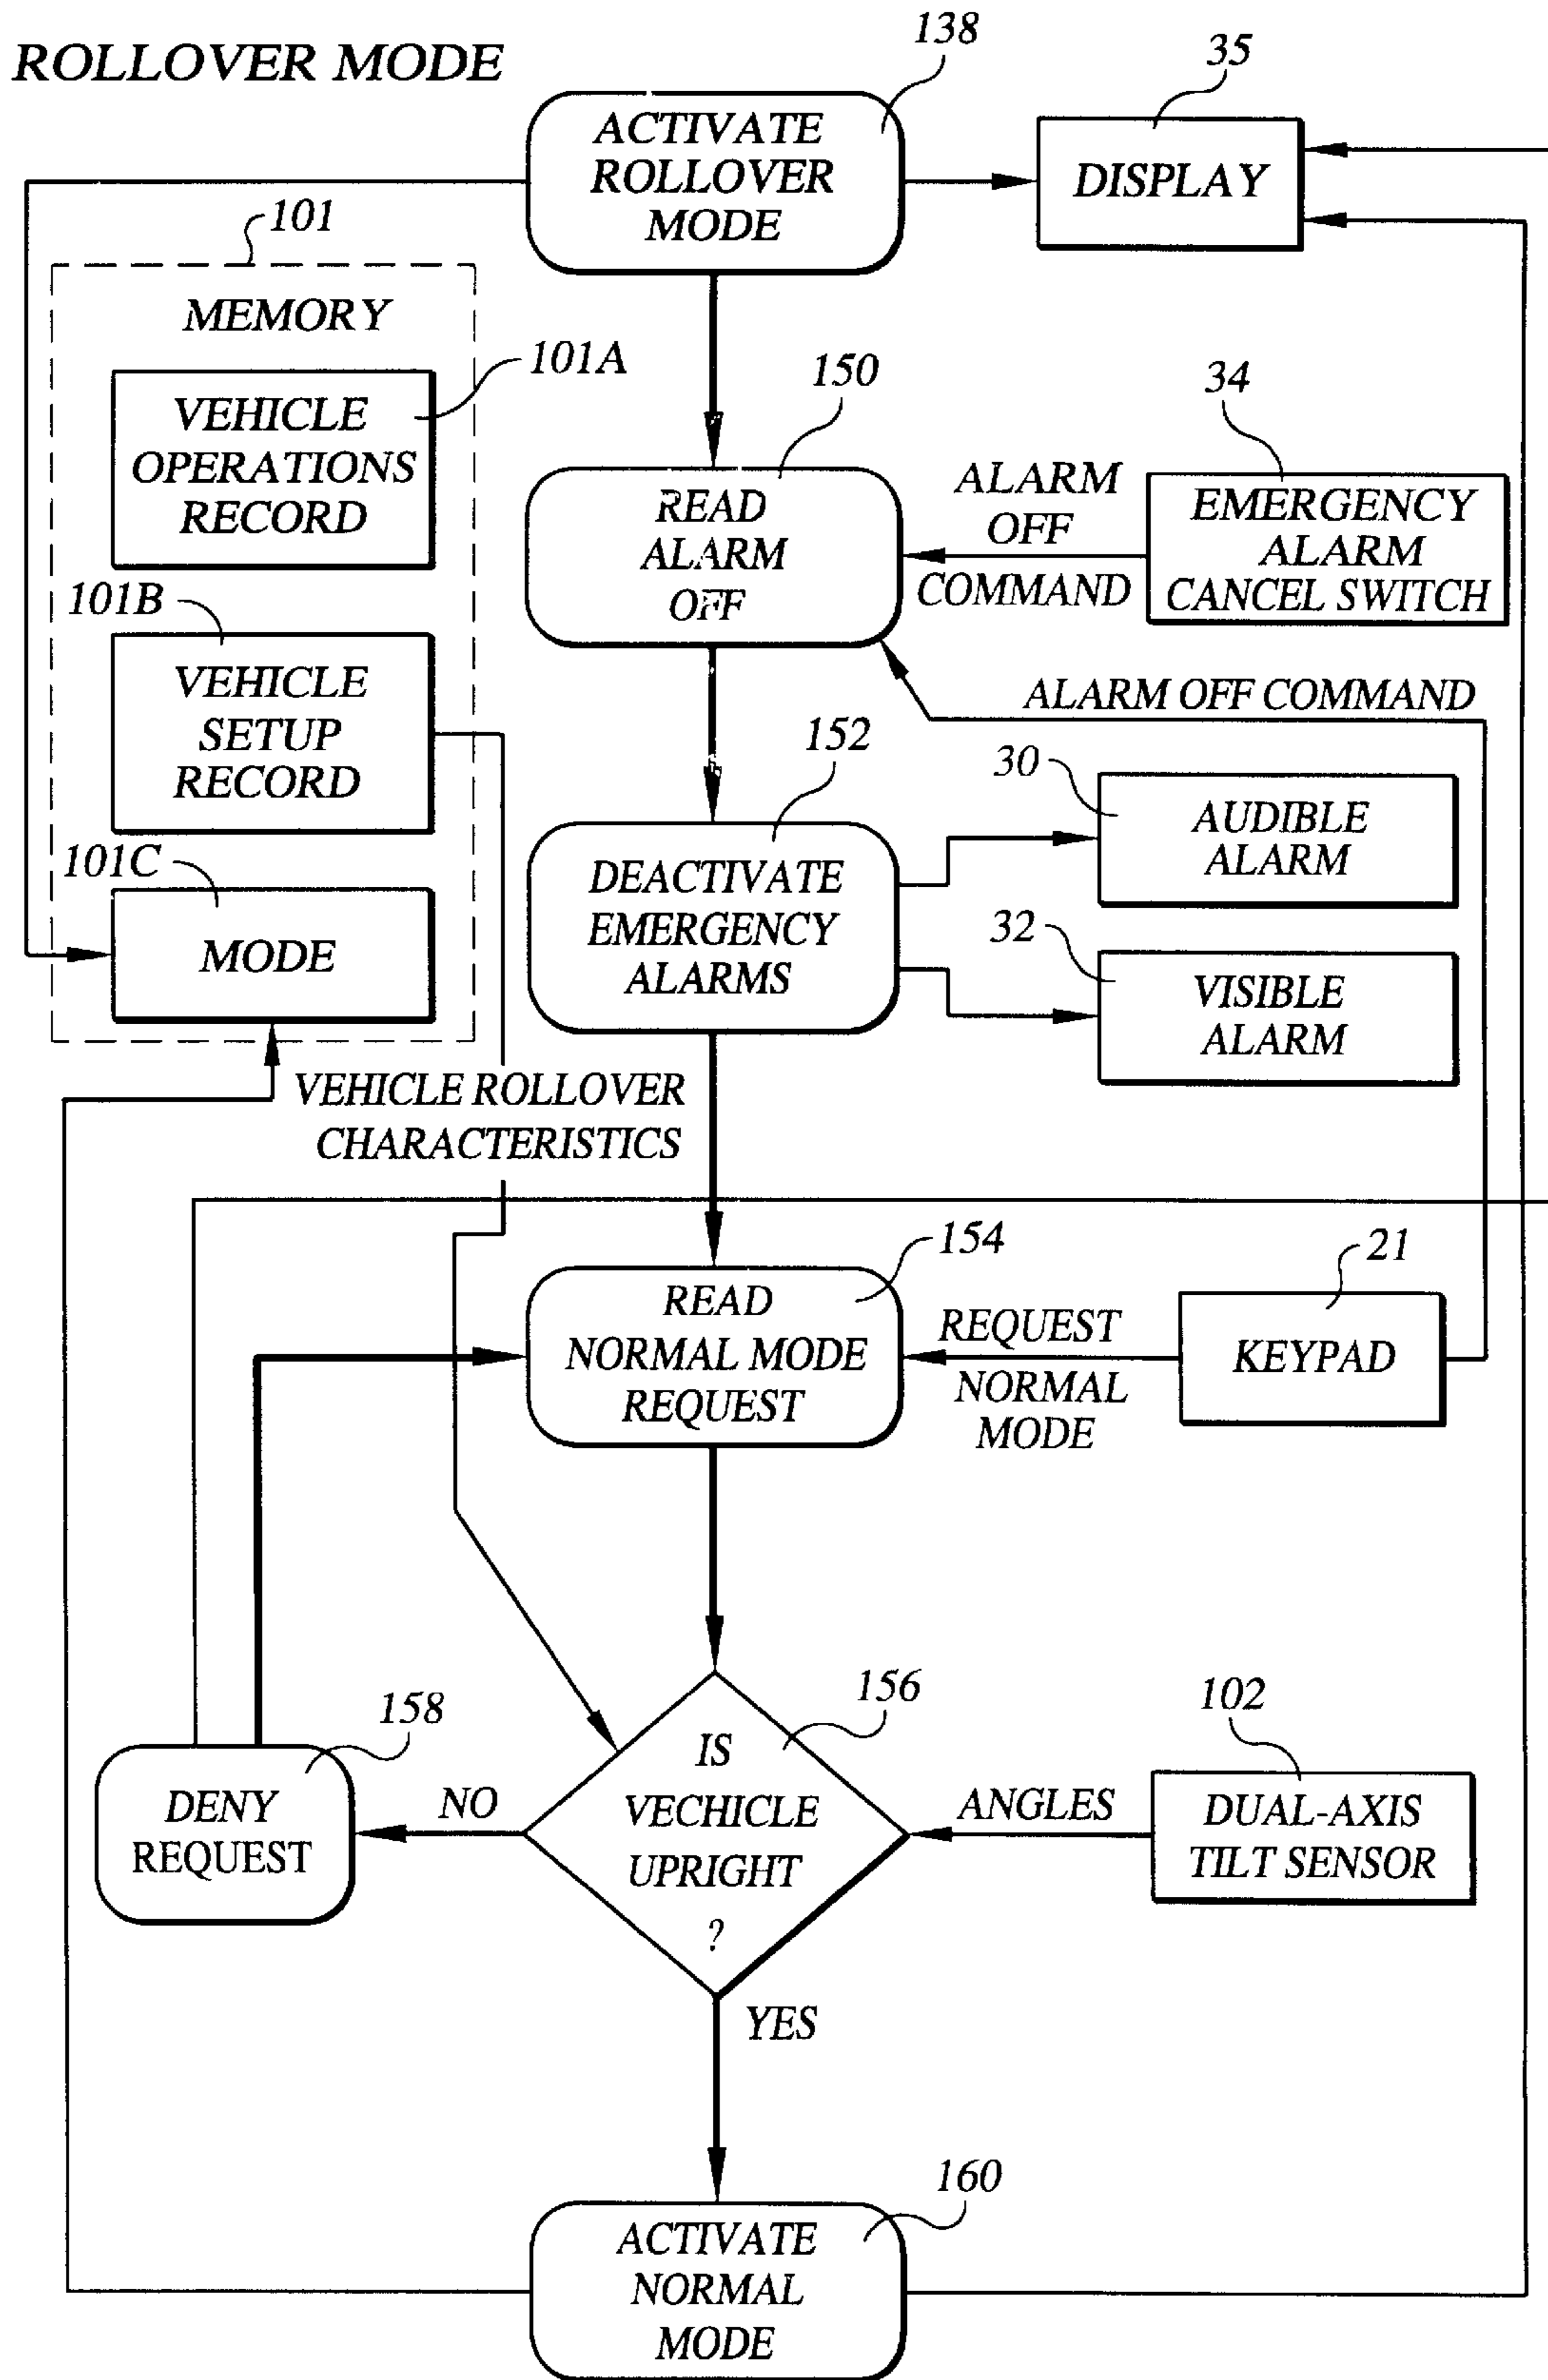 ROLLOVER MODE
138
35
ACTIVATE
ROLLOVER
MODE
DISPLAY
101
MEMORY
101A
VEHICLE
OPERATIONS
RECORD
150
34
READ
ALARM
OFF
ALARM
OFF
COMMAND
EMERGENCY
ALARM
CANCEL SWITCH
101B
VEHICLE
SETUP
RECORD
ALARM OFF COMMAND
152
30
AUDIBLE
ALARM
101C
MODE
DEACTIVATE
EMERGENCY
ALARMS
32
VISIBLE
ALARM
VEHICLE ROLLOVER
CHARACTERISTICS
154
21
READ
NORMAL MODE
REQUEST
REQUEST
NORMAL
MODE
KEYPAD
158
156
102
DENY
REQUEST
NO
IS
VECHICLE
UPRIGHT
?
ANGLES
DUAL-AXIS
TILT SENSOR
YES
160
ACTIVATE
NORMAL
MODE